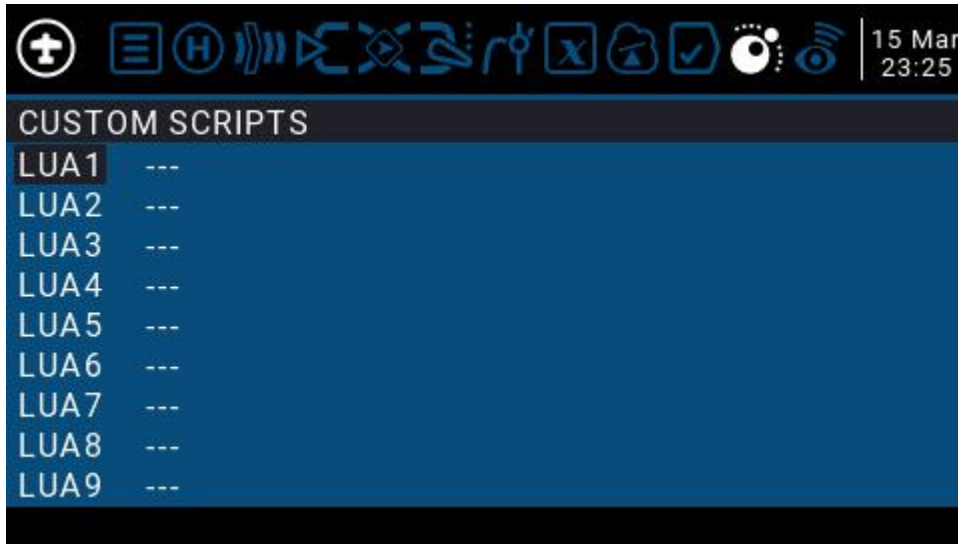 15 Mar
23:25
CUSTOM SCRIPTS
LUA1 ---
LUA2 ---
LUA3 ---
LUA4 ---
LUA5 ---
LUA6 ---
LUA7 ---
LUA8 ---
LUA9 ---